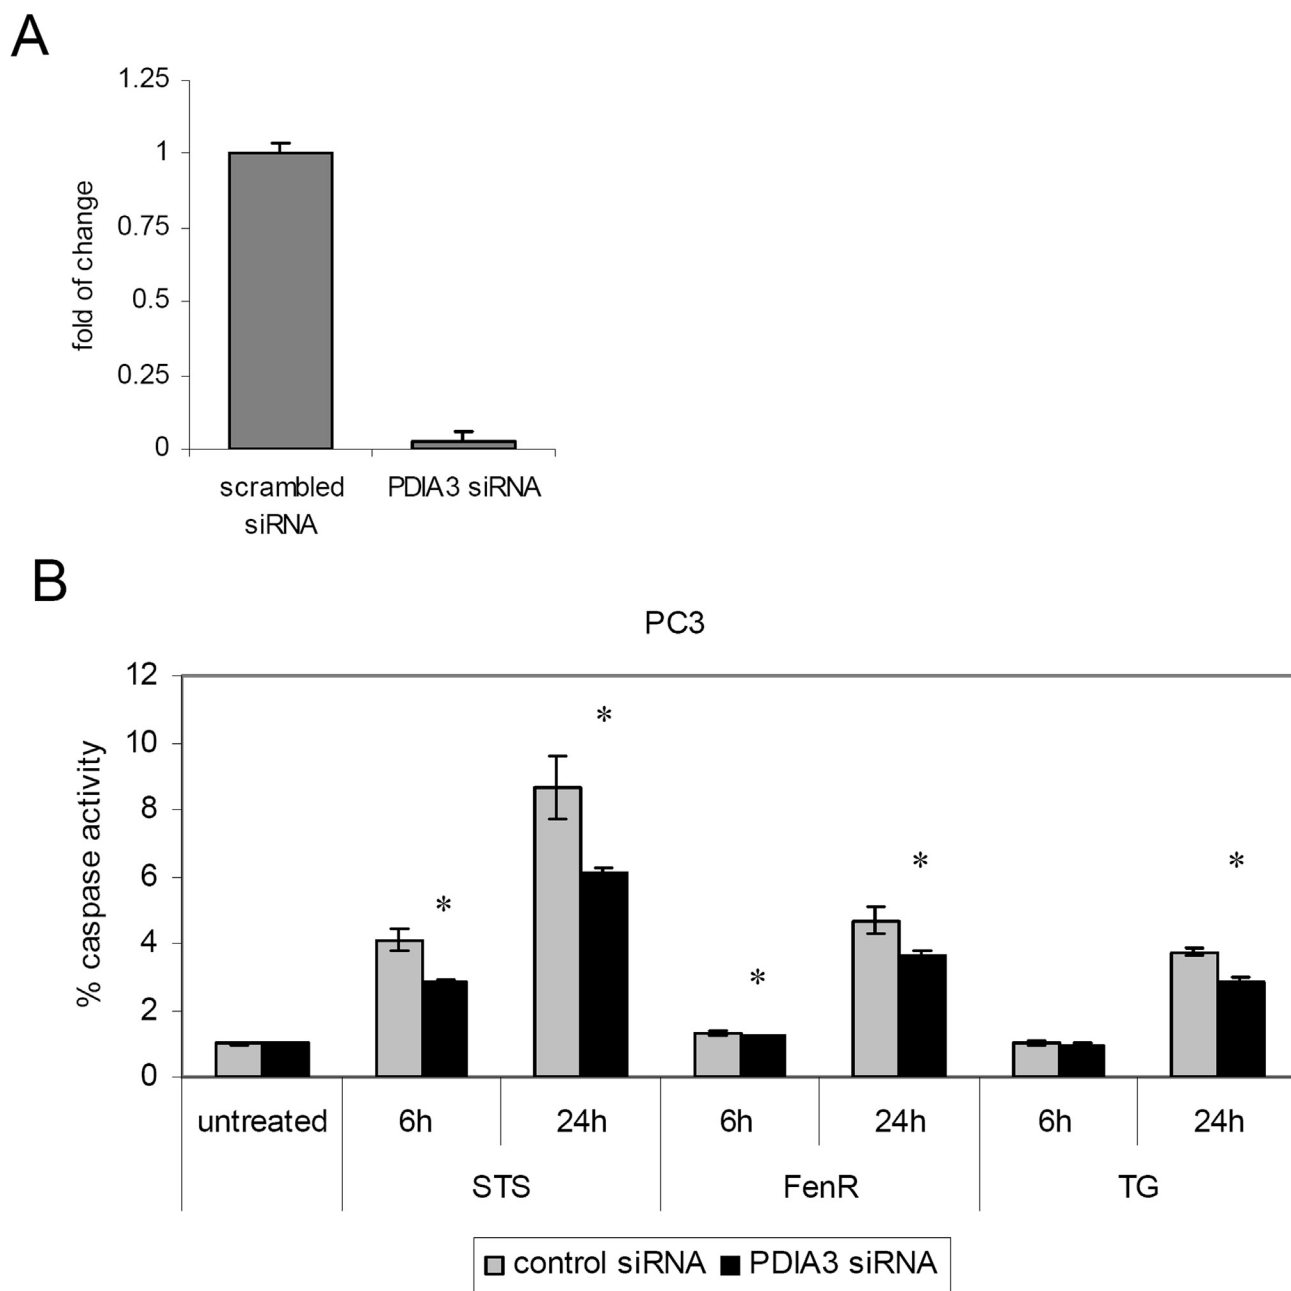 A
1.25
1
0.75
0.5
0.25
0
fold of change
scrambled
siRNA
PDIA3 siRNA
B
PC3
12
10
8
6
4
2
0
% caspase activity
*
*
*
*
*
untreated 6h 24h 6h 24h 6h 24h
STS FenR TG
control siRNA PDIA3 siRNA